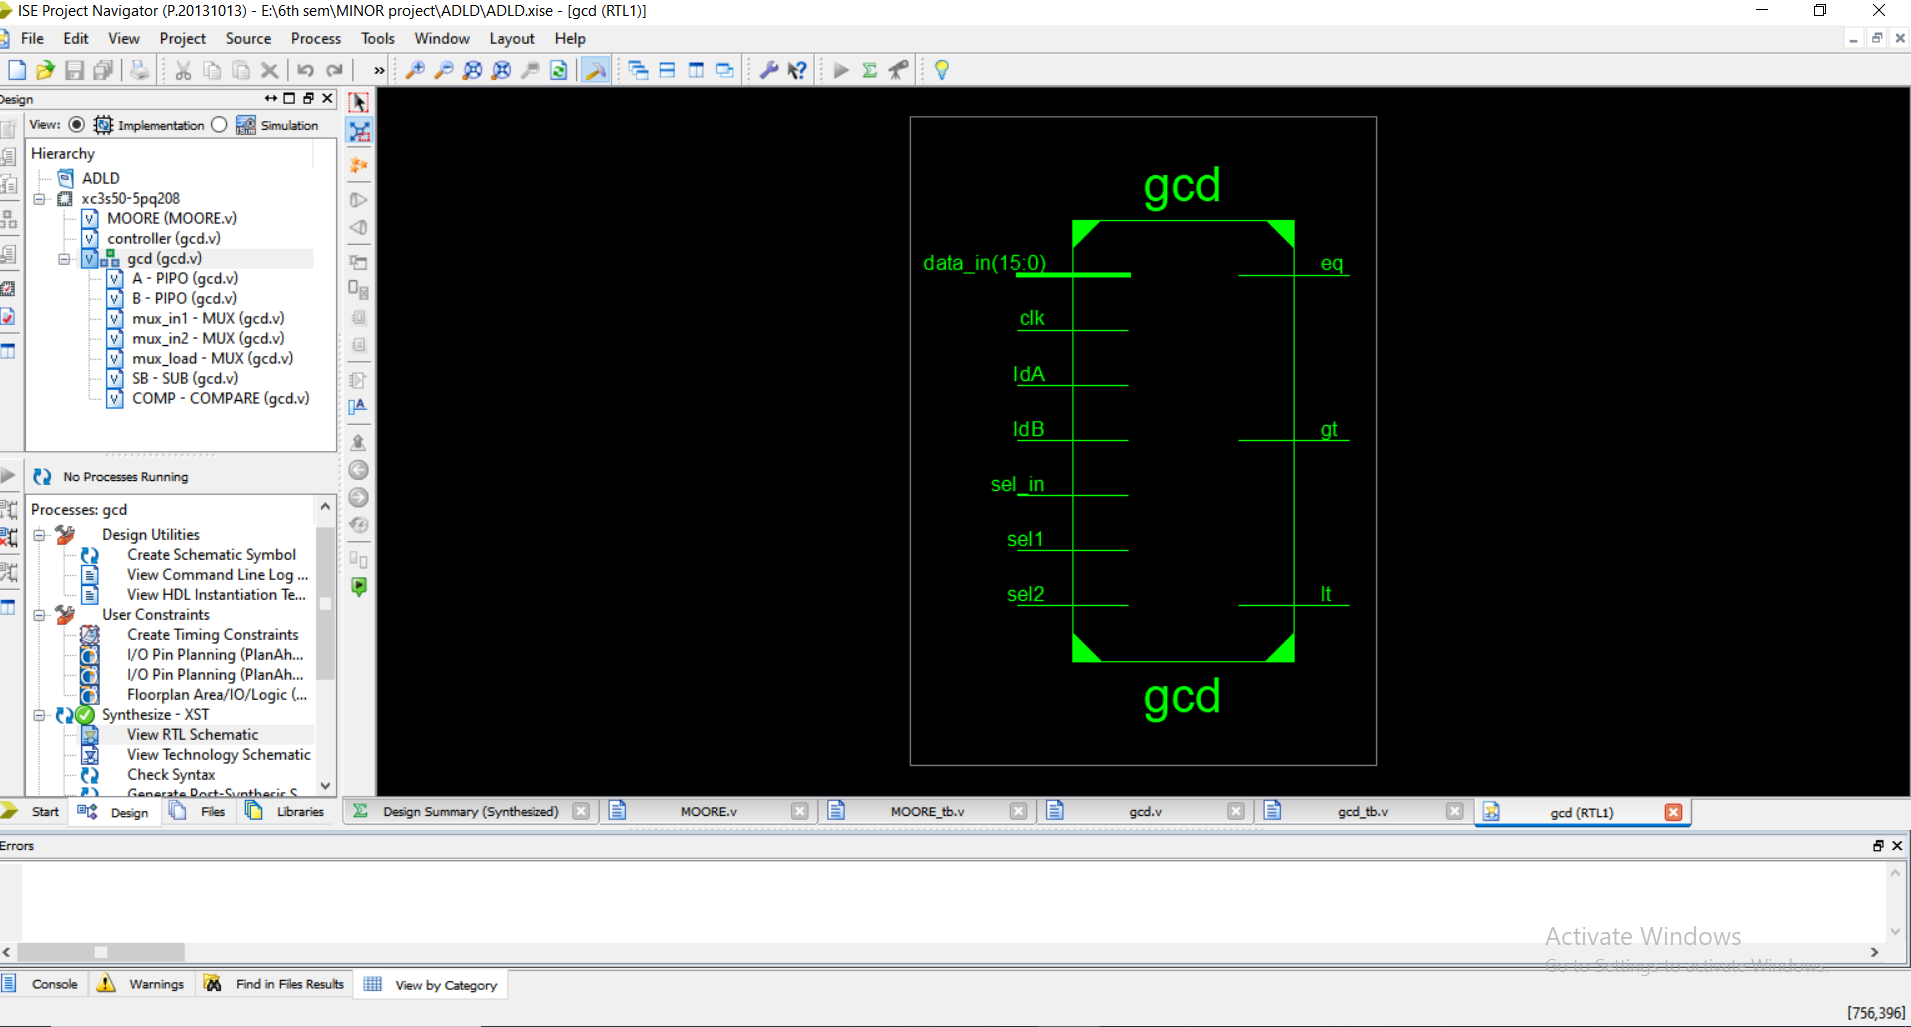 ISE Project Navigator (P.20131013) - E:\6th sem\MINOR project\ADLD\ADLD.xise - [gcd (RTL1)]
File Edit View Project Source Process Tools Window Layout Help
»
Design
View: Implementation Simulation
Hierarchy
ADLD
xc3s50-5pq208
MOORE (MOORE.v)
controller (gcd.v)
gcd (gcd.v)
A - PIPO (gcd.v)
B - PIPO (gcd.v)
mux_in1 - MUX (gcd.v)
mux_in2 - MUX (gcd.v)
mux_load - MUX (gcd.v)
SB - SUB (gcd.v)
COMP - COMPARE (gcd.v)
No Processes Running
Processes: gcd
Design Utilities
Create Schematic Symbol
View Command Line Log ...
View HDL Instantiation Te...
User Constraints
Create Timing Constraints
I/O Pin Planning (PlanAh...
I/O Pin Planning (PlanAh...
Floorplan Area/IO/Logic (...
Synthesize - XST
View RTL Schematic
View Technology Schematic
Check Syntax
Generate Post-Synthesis S
Start Design Files Libraries
gcd
data_in(15:0)
clk
ldA
ldB
sel_in
sel1
sel2
eq
gt
lt
gcd
Design Summary (Synthesized) MOORE.v MOORE_tb.v gcd.v gcd_tb.v gcd (RTL1)
Errors
Activate Windows
Go to Settings to activate Windows.
Console Warnings Find in Files Results View by Category
[756,396]